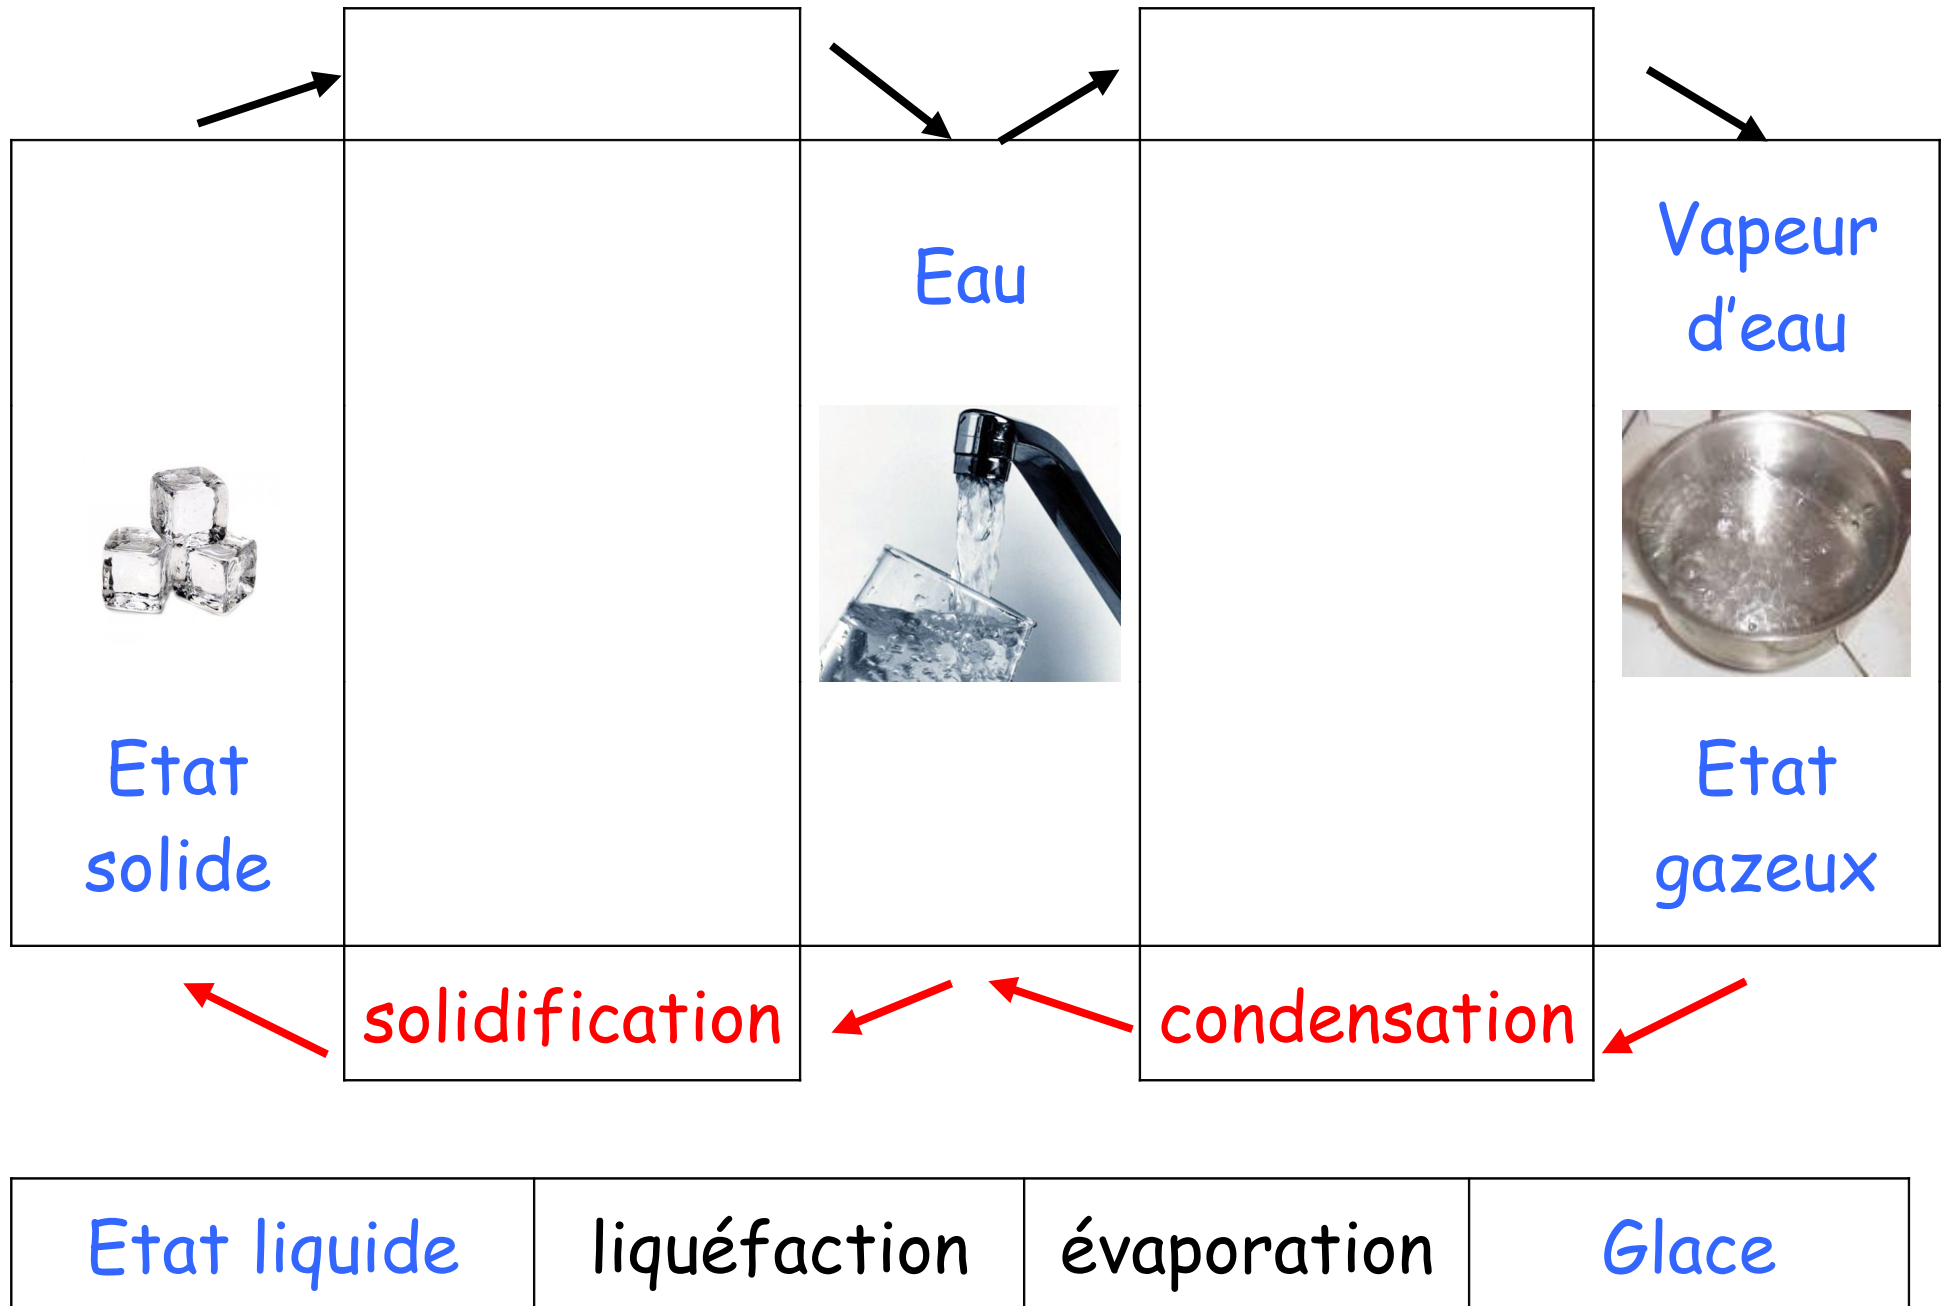 Eau
Vapeur
d'eau
Etat
solide
Etat
gazeux
solidification
condensation
Etat liquide
liquéfaction
évaporation
Glace